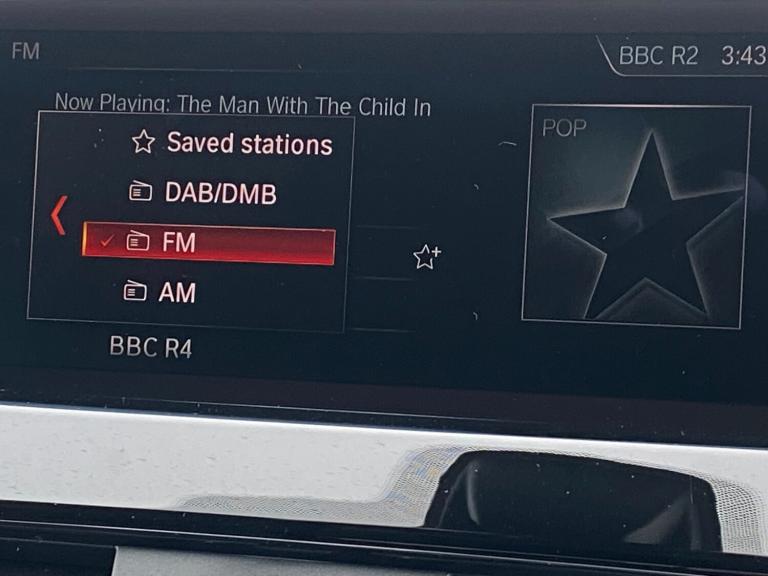 FM
BBC R2 3:43
Now Playing: The Man With The Child In
POP
Saved stations
DAB/DMB
FM
AM
BBC R4